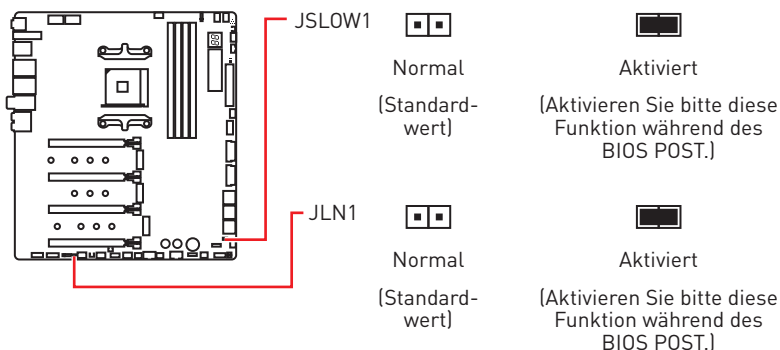 JSLOW1
Normal
Aktiviert
(Standard-
wert)
(Aktivieren Sie bitte diese
Funktion während des
BIOS POST.)
88
JLN1
Normal
Aktiviert
(Standard-
wert)
(Aktivieren Sie bitte diese
Funktion während des
BIOS POST.)